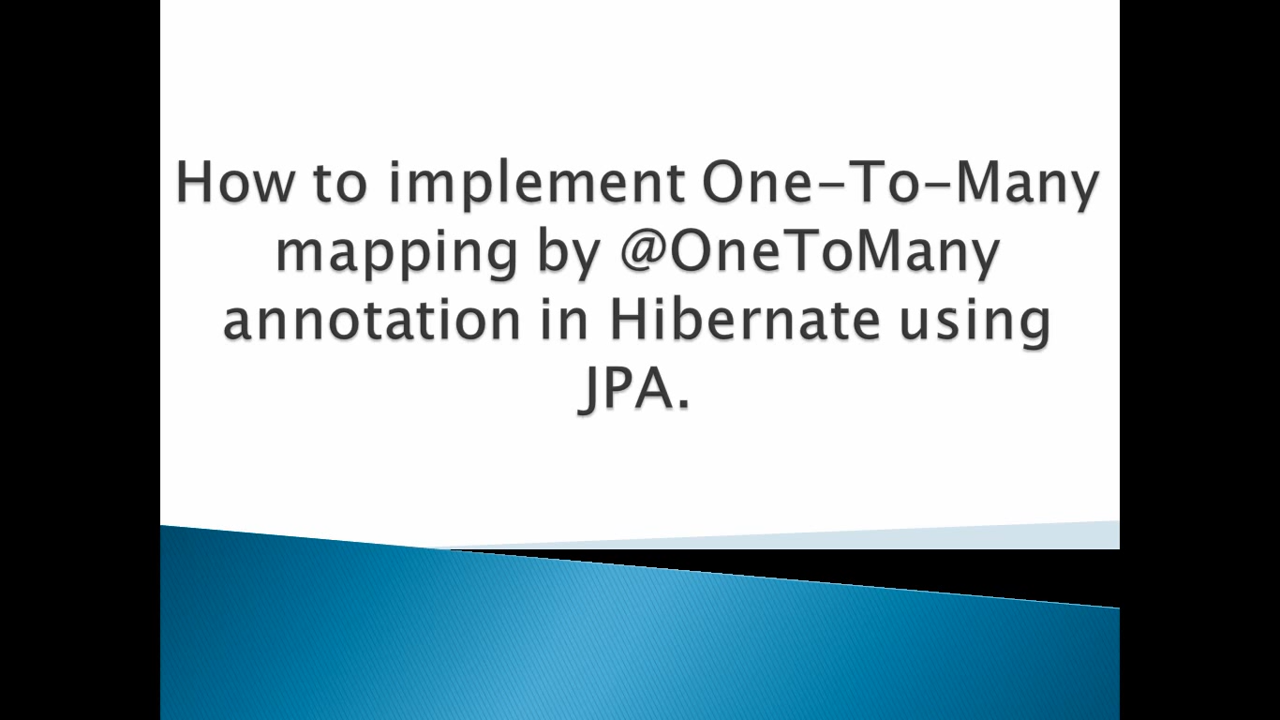 How to implement One-To-Many
mapping by @OneToMany
annotation in Hibernate using
JPA.